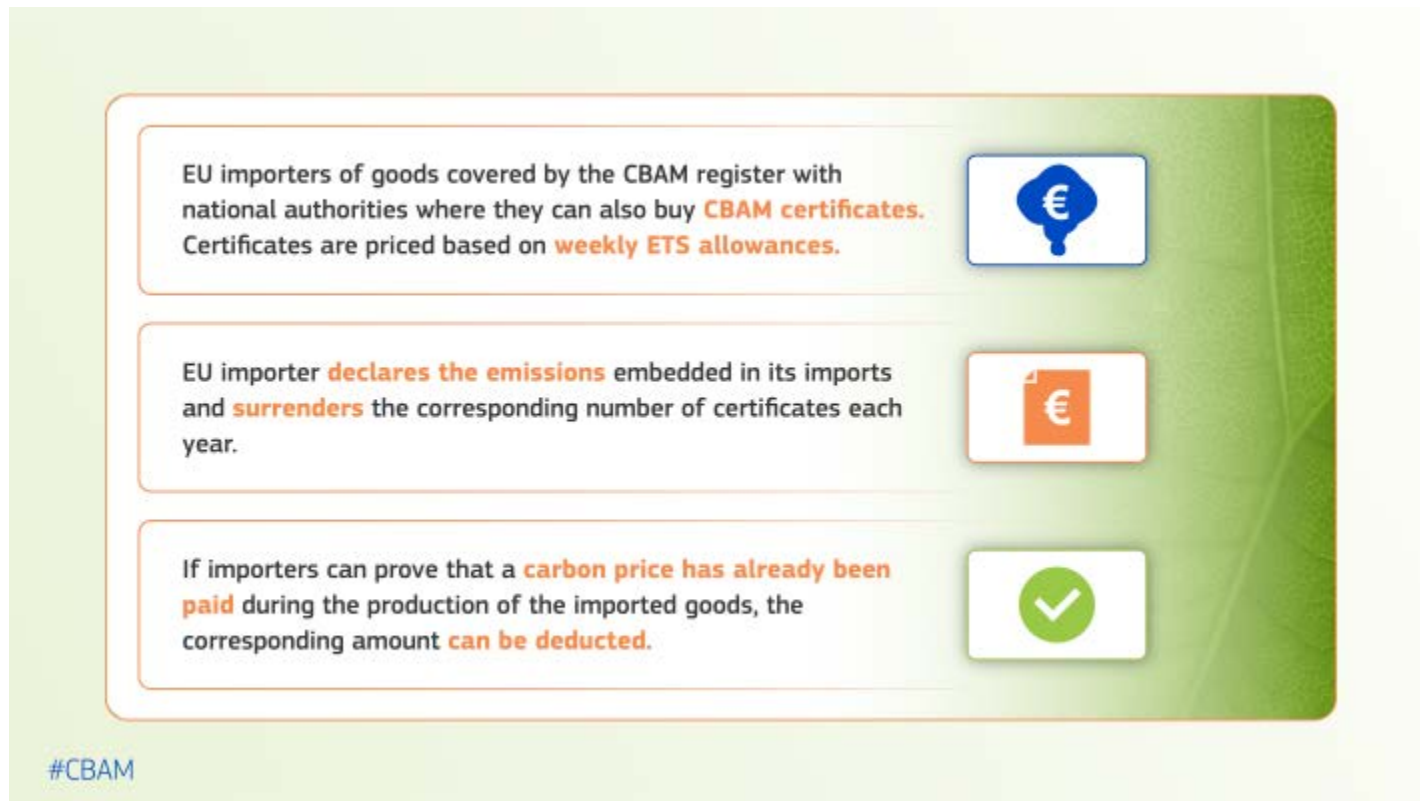 EU importers of goods covered by the CBAM register with
national authorities where they can also buy CBAM certificates.
Certificates are priced based on weekly ETS allowances.
€
EU importer declares the emissions embedded in its imports
and surrenders the corresponding number of certificates each
year.
€
If importers can prove that a carbon price has already been
paid during the production of the imported goods, the
corresponding amount can be deducted.
#CBAM